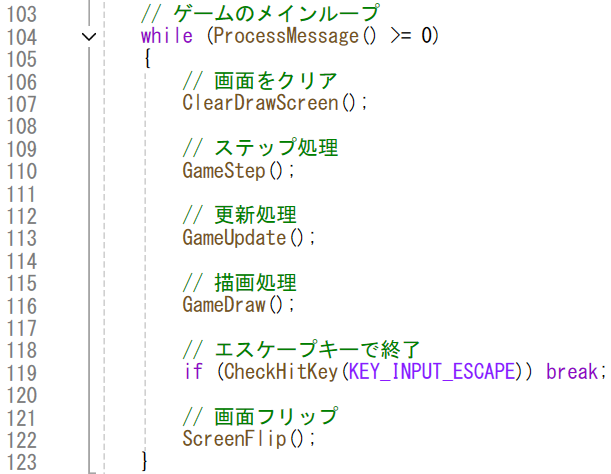 103 // ゲームのメインループ
104 while (ProcessMessage() >= 0)
105 {
106 // 画面をクリア
107 ClearDrawScreen();
108
109 // ステップ処理
110 GameStep();
111
112 // 更新処理
113 GameUpdate();
114
115 // 描画処理
116 GameDraw();
117
118 // エスケープキーで終了
119 if (CheckHitKey(KEY_INPUT_ESCAPE)) break;
120
121 // 画面フリップ
122 ScreenFlip();
123 }